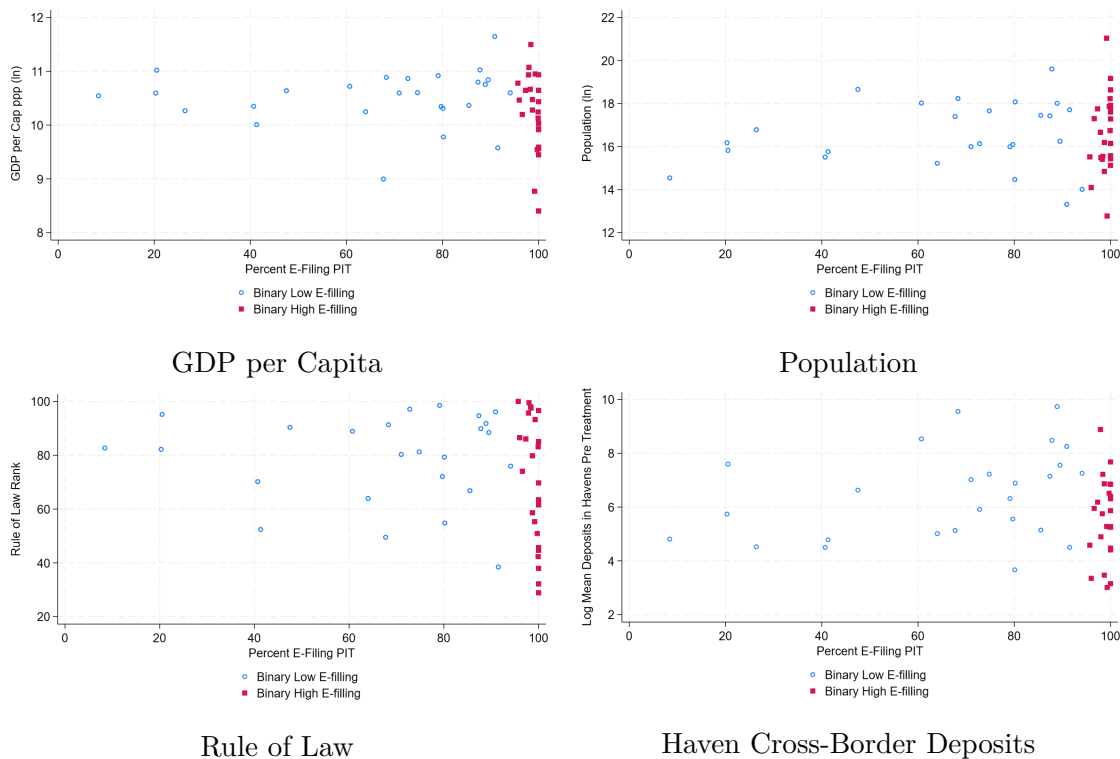 12
11
10
9
8
GDP per Cap ppp (ln)
0 20 40 60 80 100
Percent E-Filing PIT
Binary Low E-filling
Binary High E-filling
GDP per Capita
22
20
18
16
14
12
Population (ln)
0 20 40 60 80 100
Percent E-Filing PIT
Binary Low E-filling
Binary High E-filling
Population
100
80
60
40
20
Rule of Law Rank
0 20 40 60 80 100
Percent E-Filing PIT
Binary Low E-filling
Binary High E-filling
Rule of Law
10
8
6
4
2
Log Mean Deposits in Havens Pre Treatment
0 20 40 60 80 100
Percent E-Filing PIT
Binary Low E-filling
Binary High E-filling
Haven Cross-Border Deposits